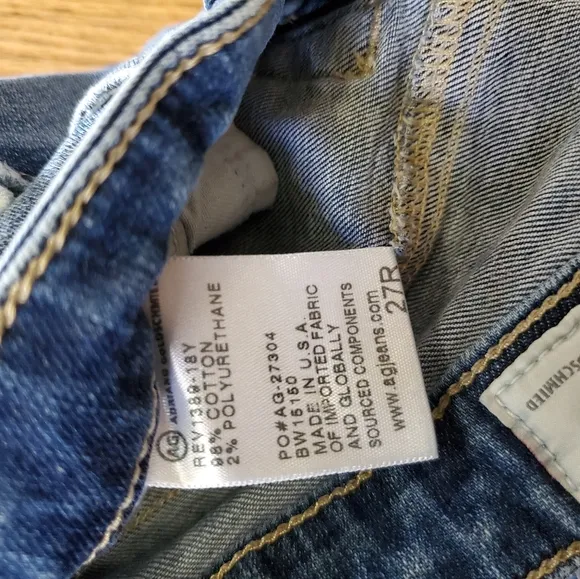 AG ADRIANO GOLDSCHMIED
REV1389-18Y
98% COTTON
2% POLYURETHANE
PO#AG-27304
BW15150
MADE IN U.S.A.
OF IMPORTED FABRIC
AND GLOBALLY
SOURCED COMPONENTS
www.agjeans.com
27R
DSCHMIED